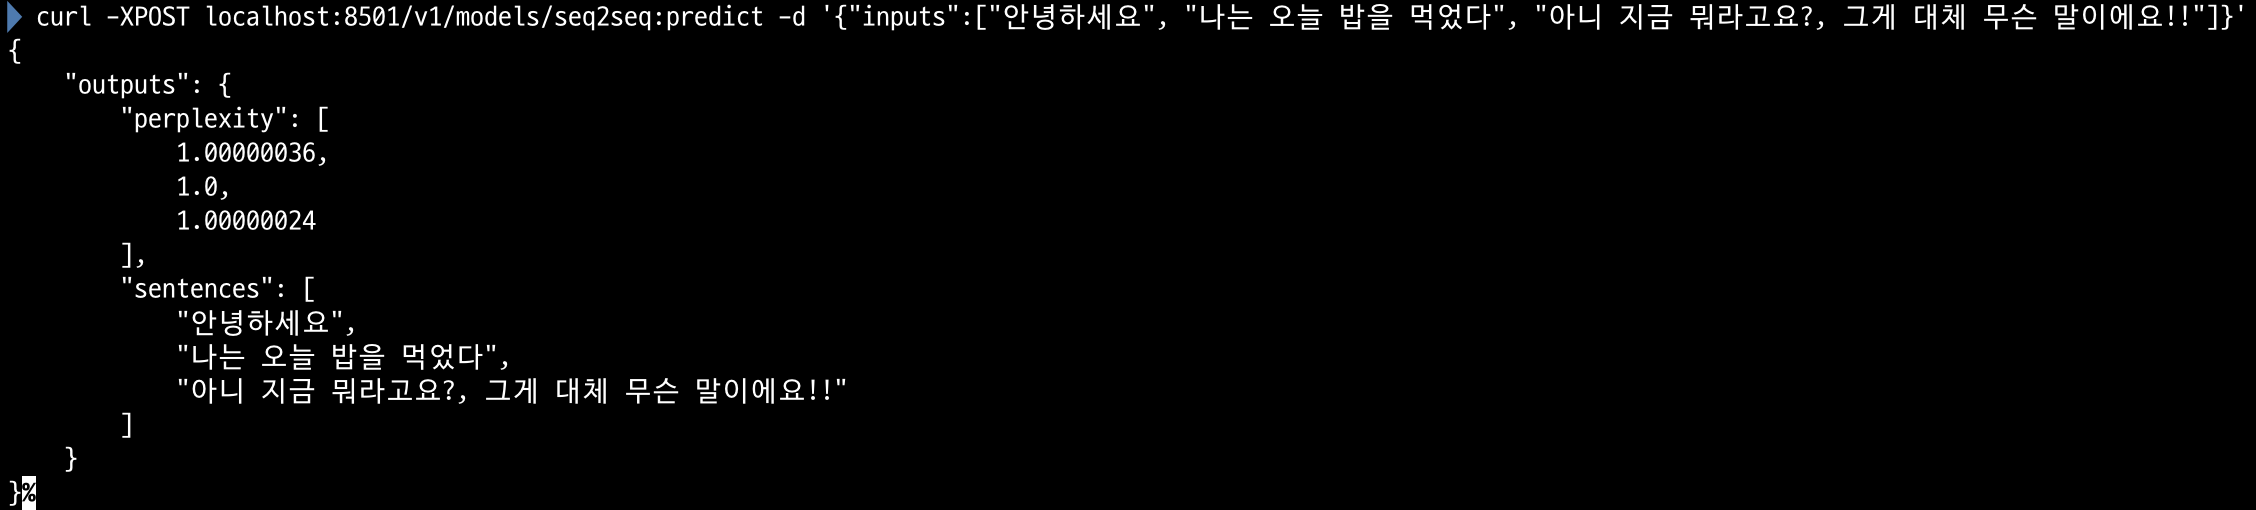 curl -XPOST localhost:8501/v1/models/seq2seq:predict -d '{"inputs":["안녕하세요", "나는 오늘 밥을 먹었다", "아니 지금 뭐라고요?, 그게 대체 무슨 말이에요!!"]}'
{
    "outputs": {
        "perplexity": [
            1.00000036,
            1.0,
            1.00000024
        ],
        "sentences": [
            "안녕하세요",
            "나는 오늘 밥을 먹었다",
            "아니 지금 뭐라고요?, 그게 대체 무슨 말이에요!!"
        ]
    }
}%